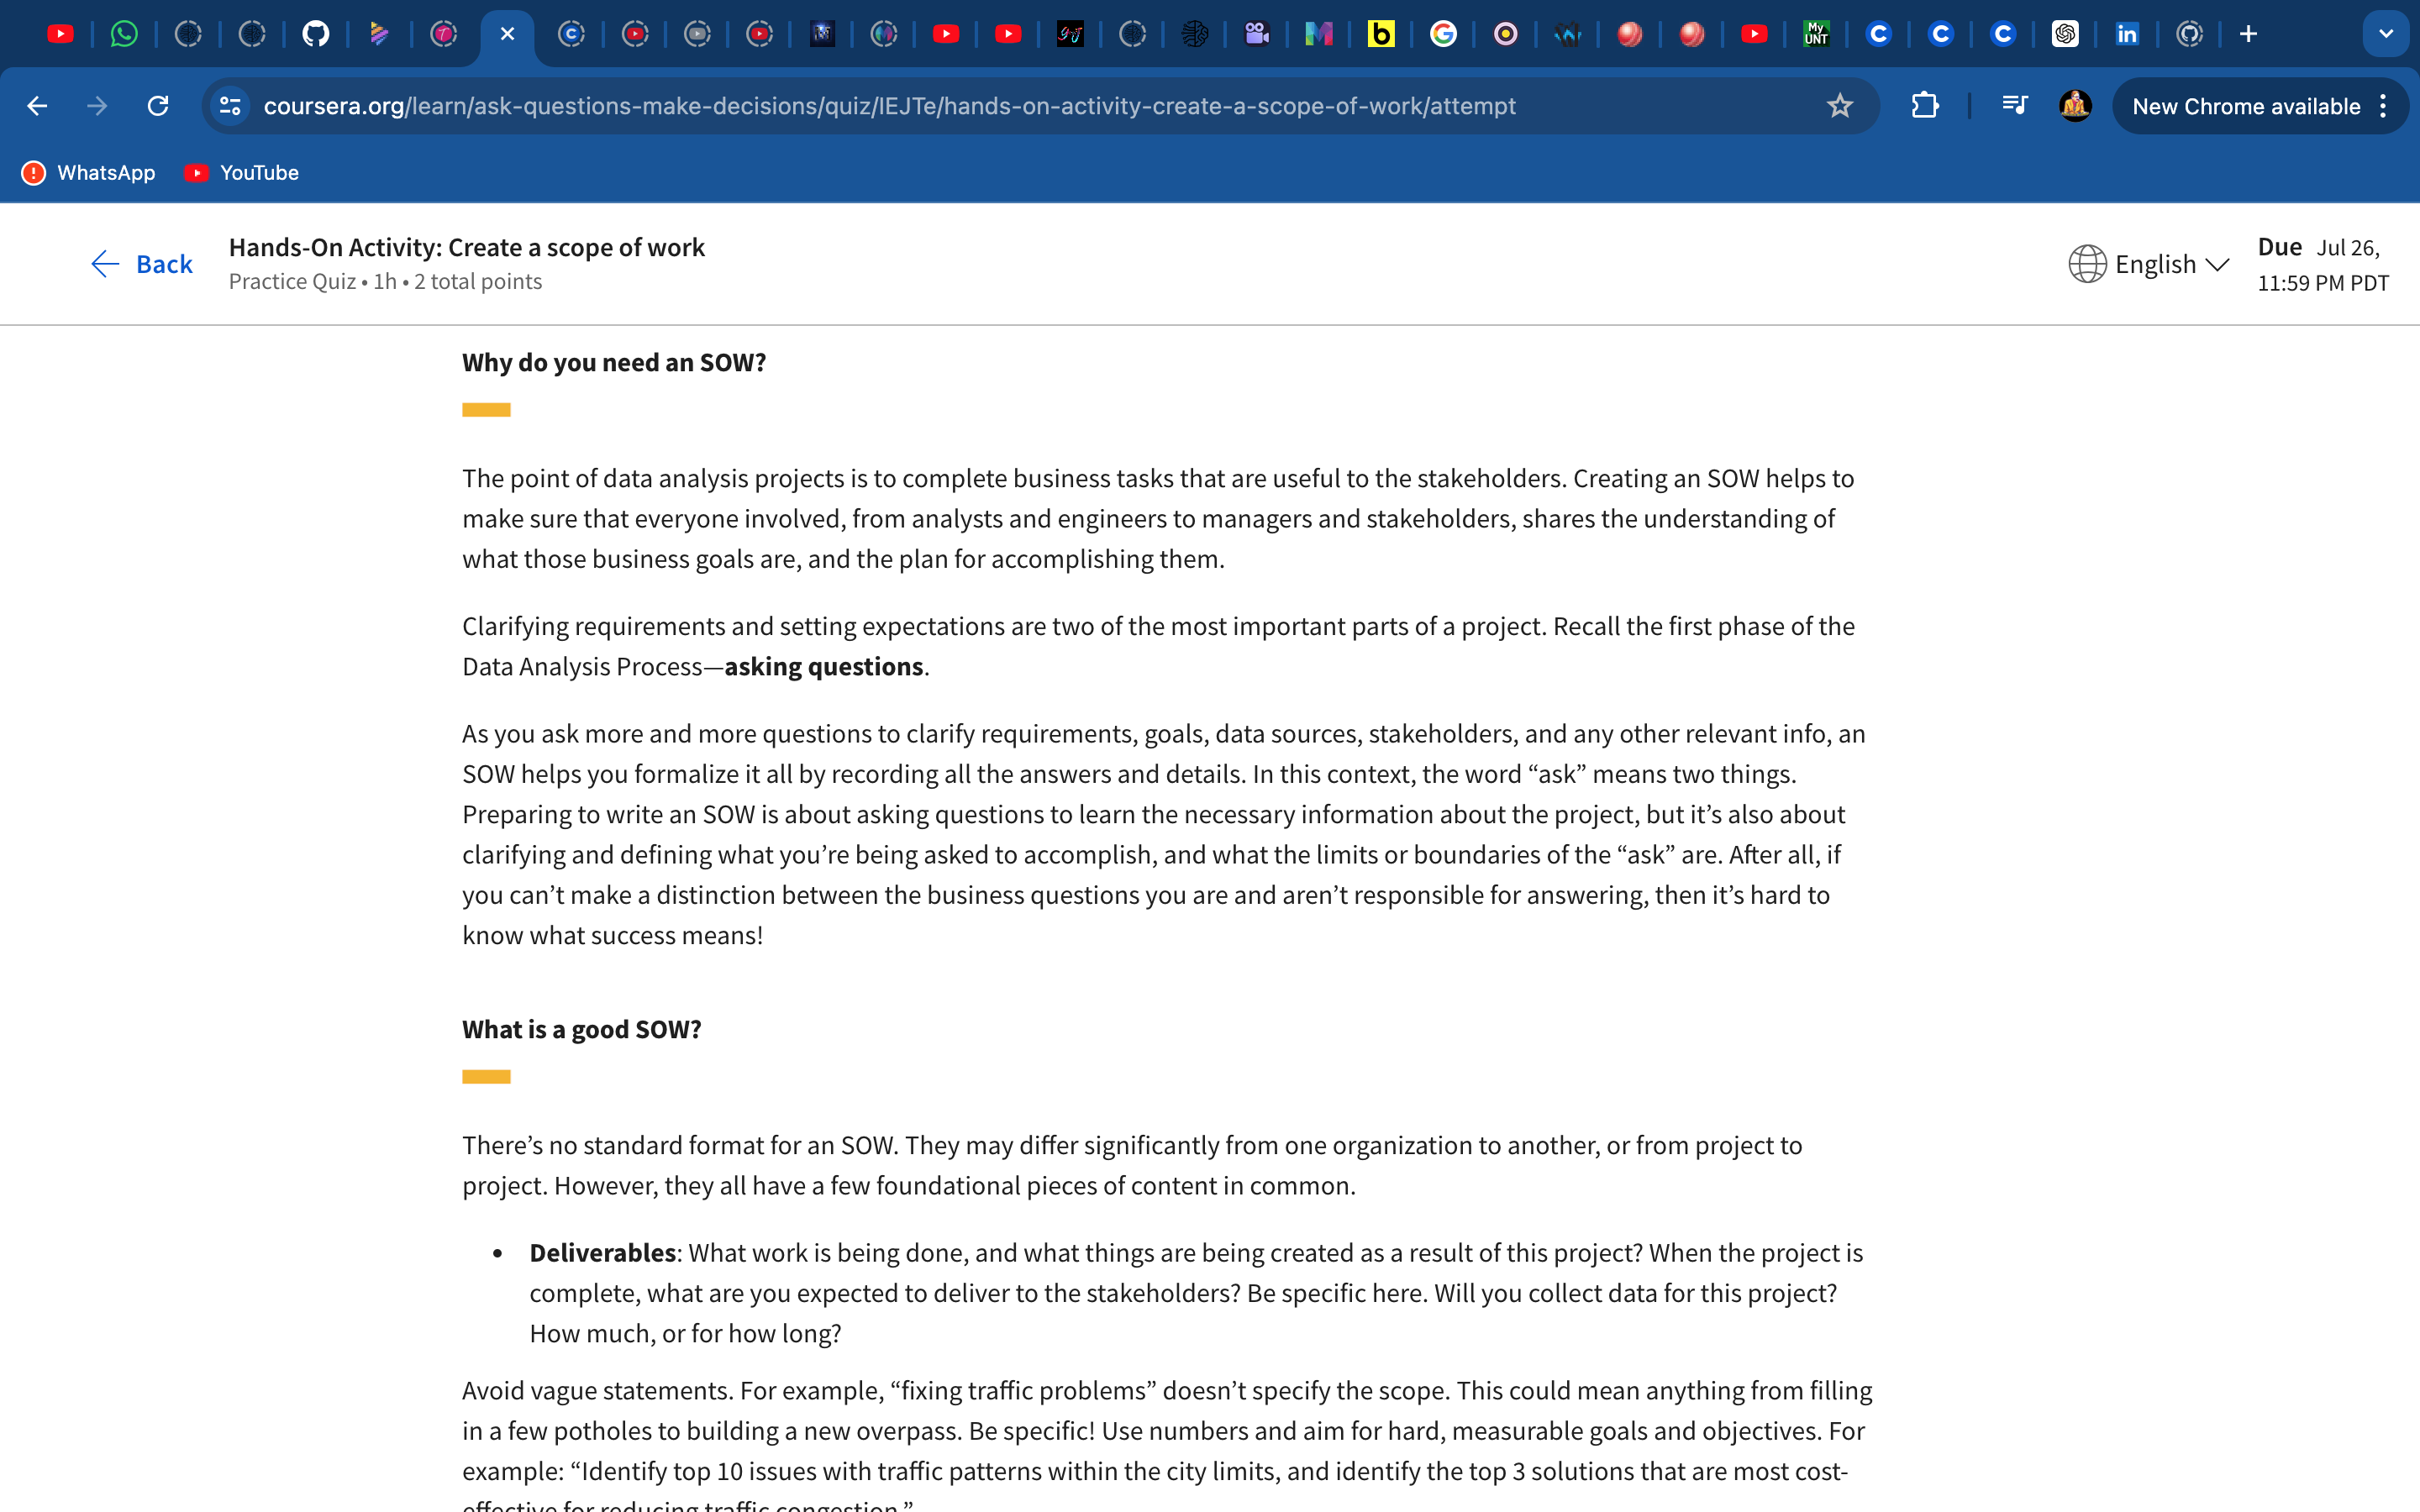 My
UNT
coursera.org/learn/ask-questions-make-decisions/quiz/IEJTe/hands-on-activity-create-a-scope-of-work/attempt
New Chrome available
WhatsApp
YouTube
Back
Hands-On Activity: Create a scope of work
Practice Quiz • 1h • 2 total points
English
Due Jul 26,
11:59 PM PDT
Why do you need an SOW?
The point of data analysis projects is to complete business tasks that are useful to the stakeholders. Creating an SOW helps to
make sure that everyone involved, from analysts and engineers to managers and stakeholders, shares the understanding of
what those business goals are, and the plan for accomplishing them.
Clarifying requirements and setting expectations are two of the most important parts of a project. Recall the first phase of the
Data Analysis Process—asking questions.
As you ask more and more questions to clarify requirements, goals, data sources, stakeholders, and any other relevant info, an
SOW helps you formalize it all by recording all the answers and details. In this context, the word “ask” means two things.
Preparing to write an SOW is about asking questions to learn the necessary information about the project, but it’s also about
clarifying and defining what you’re being asked to accomplish, and what the limits or boundaries of the “ask” are. After all, if
you can’t make a distinction between the business questions you are and aren’t responsible for answering, then it’s hard to
know what success means!
What is a good SOW?
There’s no standard format for an SOW. They may differ significantly from one organization to another, or from project to
project. However, they all have a few foundational pieces of content in common.
• Deliverables: What work is being done, and what things are being created as a result of this project? When the project is
complete, what are you expected to deliver to the stakeholders? Be specific here. Will you collect data for this project?
How much, or for how long?
Avoid vague statements. For example, “fixing traffic problems” doesn’t specify the scope. This could mean anything from filling
in a few potholes to building a new overpass. Be specific! Use numbers and aim for hard, measurable goals and objectives. For
example: “Identify top 10 issues with traffic patterns within the city limits, and identify the top 3 solutions that are most cost-
effective for reducing traffic congestion.”